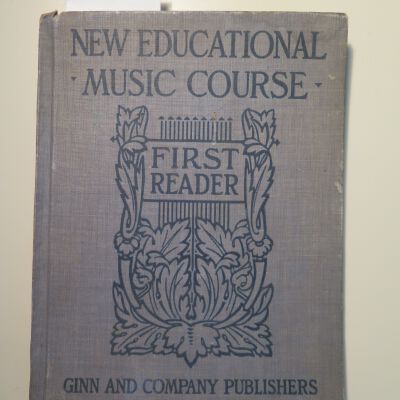 NEW EDUCATIONAL
· MUSIC COURSE ·
FIRST
READER
GINN AND COMPANY PUBLISHERS